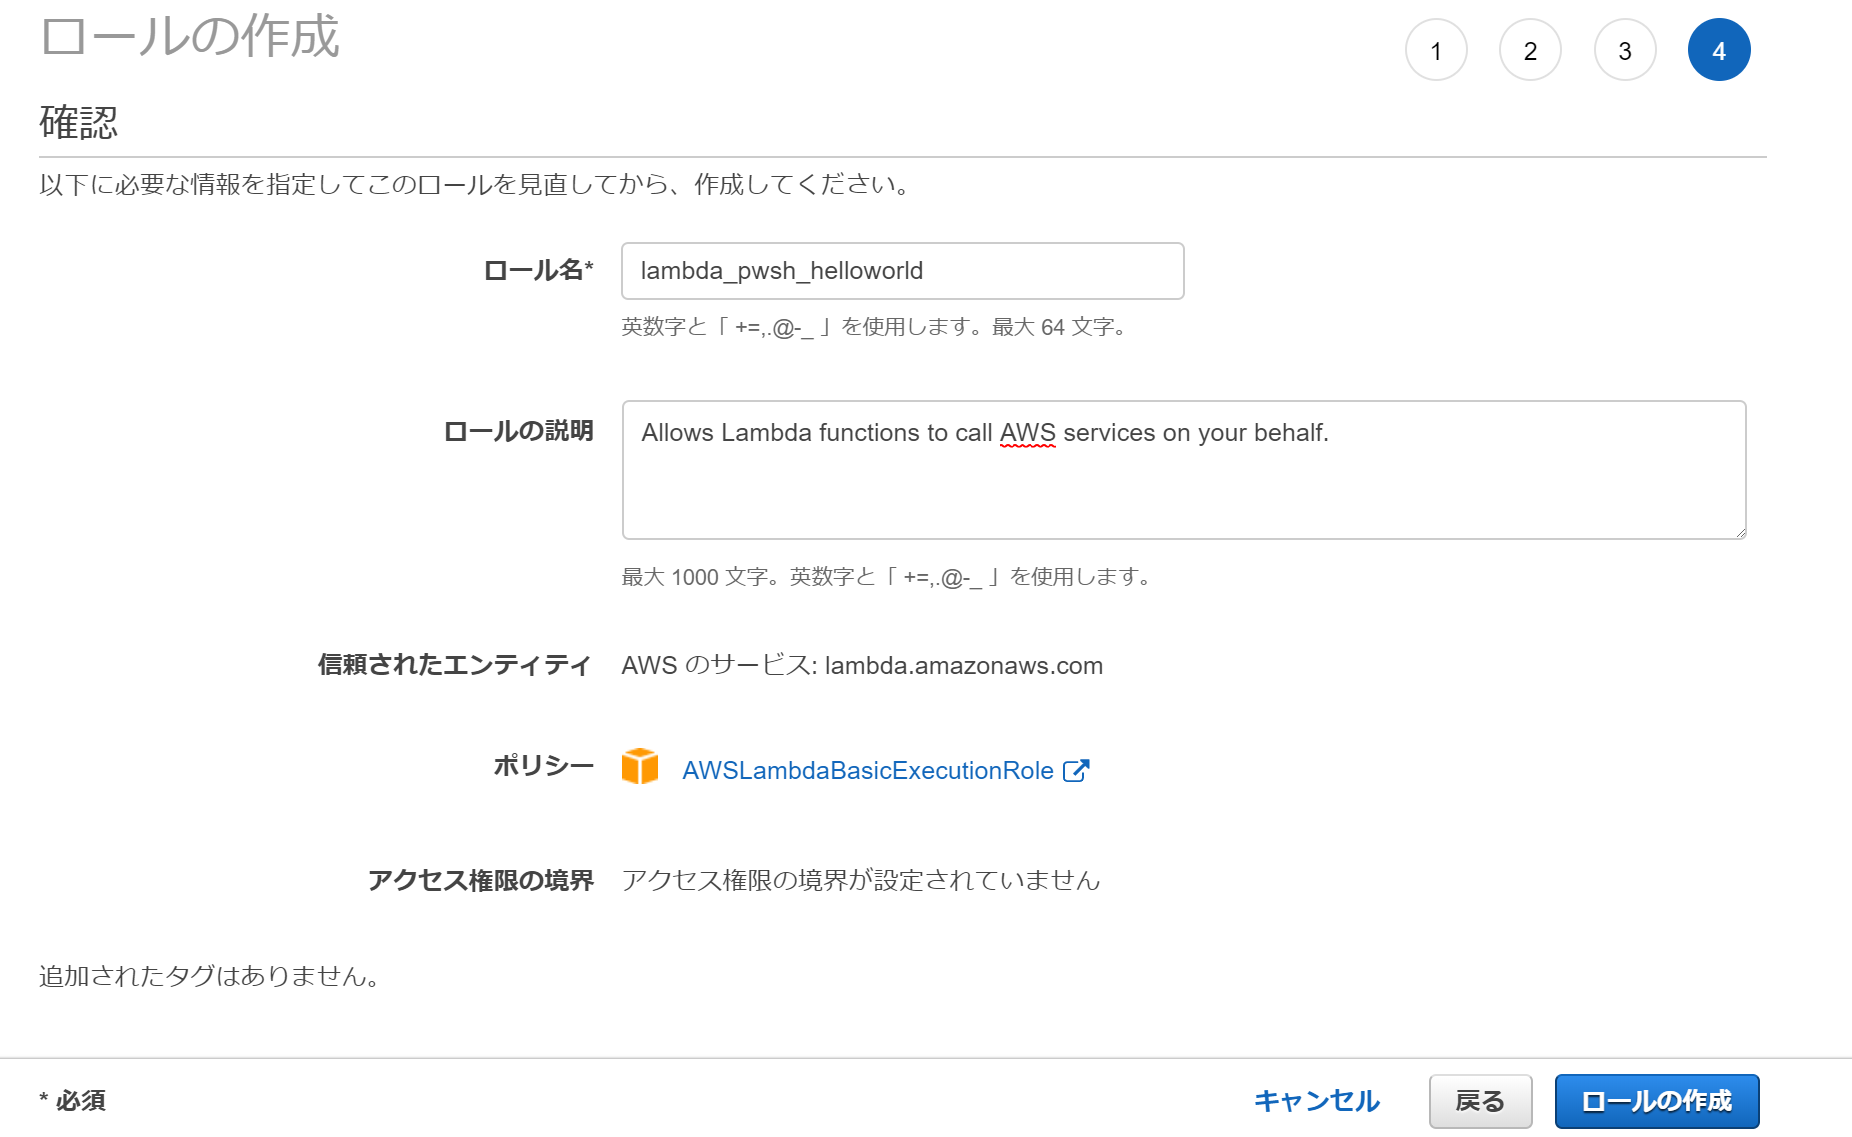 ロールの作成
1 2 3 4
確認
以下に必要な情報を指定してこのロールを見直してから、作成してください。
ロール名* lambda_pwsh_helloworld
英数字と「 +=,.@-_ 」を使用します。最大 64 文字。
ロールの説明 Allows Lambda functions to call AWS services on your behalf.
最大 1000 文字。英数字と「 +=,.@-_ 」を使用します。
信頼されたエンティティ AWS のサービス: lambda.amazonaws.com
ポリシー AWSLambdaBasicExecutionRole
アクセス権限の境界 アクセス権限の境界が設定されていません
追加されたタグはありません。
* 必須 キャンセル 戻る ロールの作成